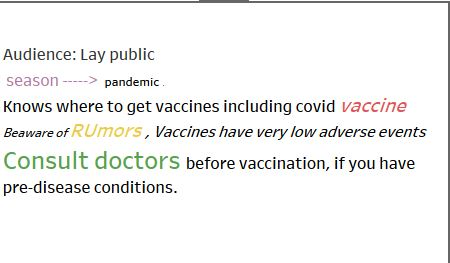 Audience: Lay public
season -----> pandemic .
Knows where to get vaccines including covid vaccine
Beaware of RUmors , Vaccines have very low adverse events
Consult doctors before vaccination, if you have
pre-disease conditions.